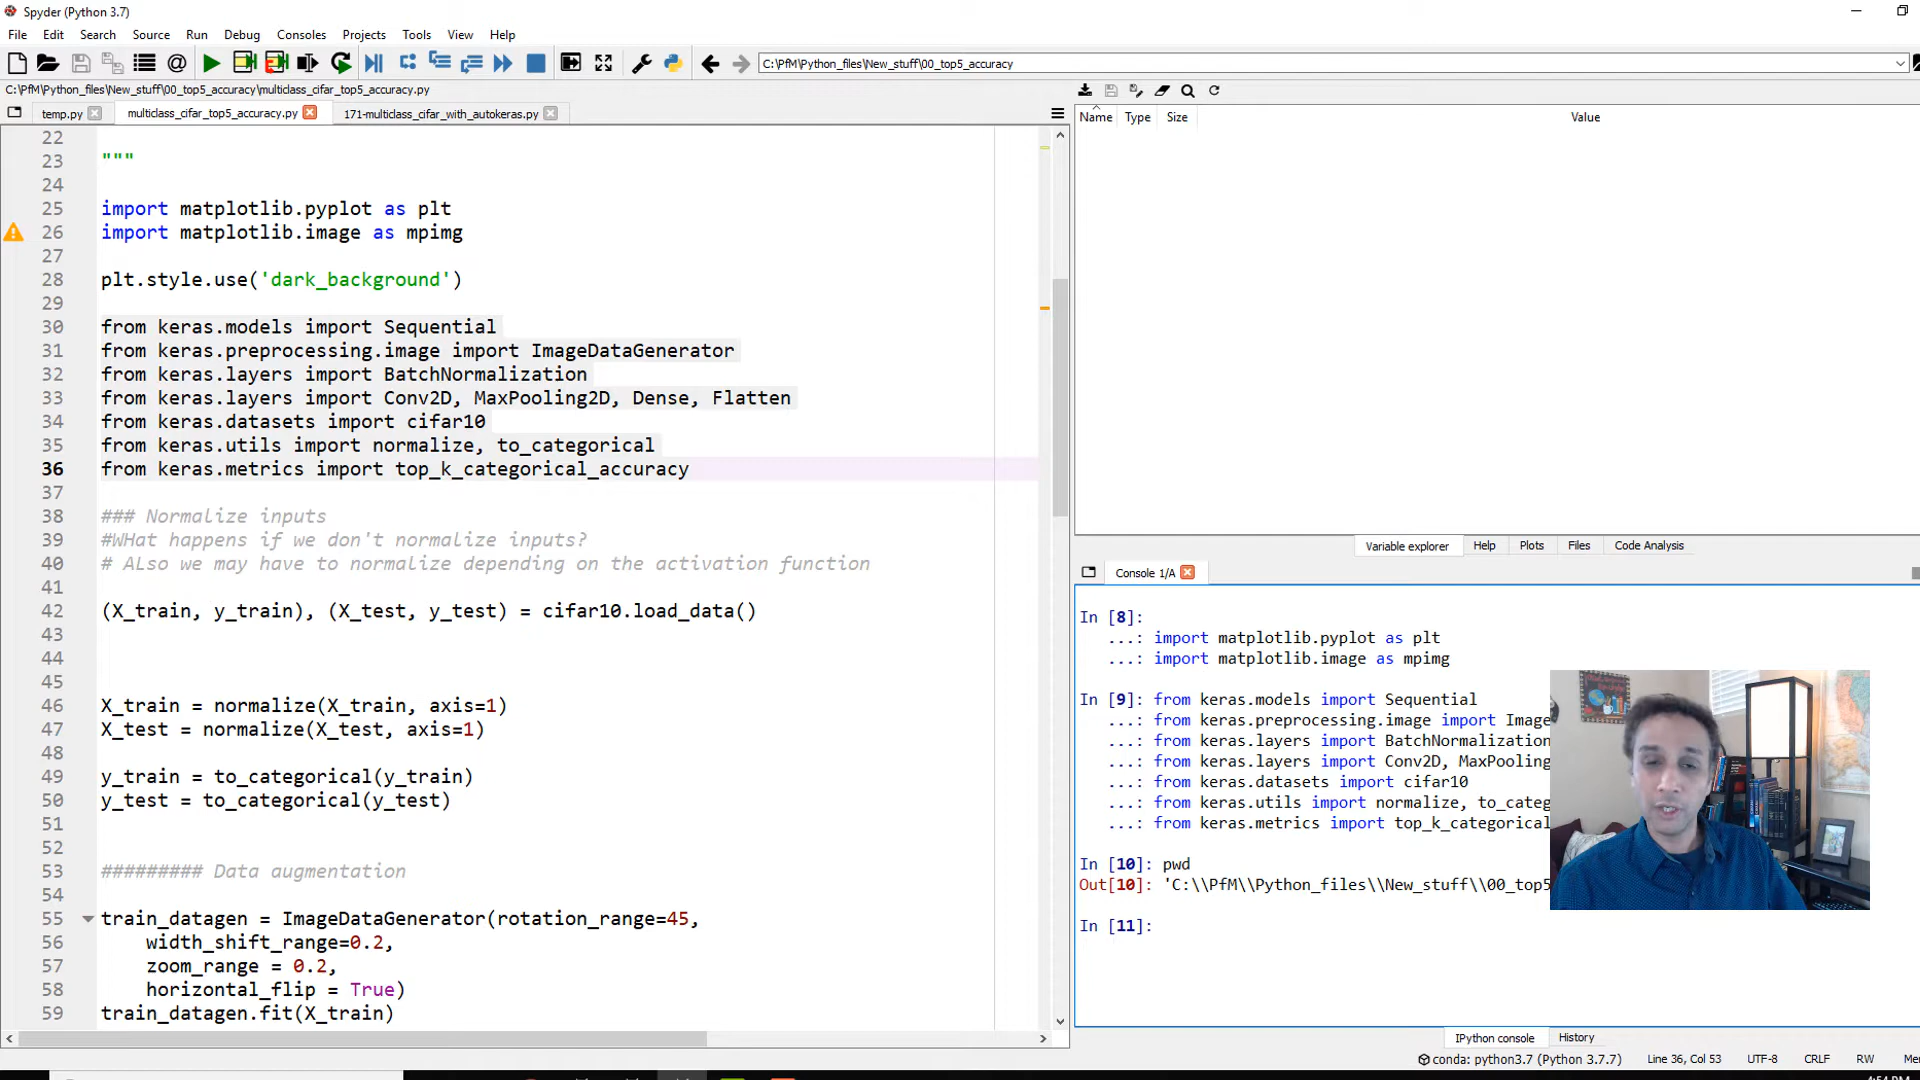 Spyder (Python 3.7)
File Edit Search Source Run Debug Consoles Projects Tools View Help
C:\PfM\Python_files\New_stuff\00_top5_accuracy
C:\PfM\Python_files\New_stuff\00_top5_accuracy\multiclass_cifar_top5_accuracy.py
temp.py multiclass_cifar_top5_accuracy.py 171-multiclass_cifar_with_autokeras.py
22
23 """
24
25 import matplotlib.pyplot as plt
26 import matplotlib.image as mpimg
27
28 plt.style.use('dark_background')
29
30 from keras.models import Sequential
31 from keras.preprocessing.image import ImageDataGenerator
32 from keras.layers import BatchNormalization
33 from keras.layers import Conv2D, MaxPooling2D, Dense, Flatten
34 from keras.datasets import cifar10
35 from keras.utils import normalize, to_categorical
36 from keras.metrics import top_k_categorical_accuracy
37
38 ### Normalize inputs
39 #WHat happens if we don't normalize inputs?
40 # ALso we may have to normalize depending on the activation function
41
42 (X_train, y_train), (X_test, y_test) = cifar10.load_data()
43
44
45
46 X_train = normalize(X_train, axis=1)
47 X_test = normalize(X_test, axis=1)
48
49 y_train = to_categorical(y_train)
50 y_test = to_categorical(y_test)
51
52
53 ######### Data augmentation
54
55 train_datagen = ImageDataGenerator(rotation_range=45,
56 width_shift_range=0.2,
57 zoom_range = 0.2,
58 horizontal_flip = True)
59 train_datagen.fit(X_train)
Name Type Size Value
Variable explorer Help Plots Files Code Analysis
Console 1/A
In [8]:
...: import matplotlib.pyplot as plt
...: import matplotlib.image as mpimg
In [9]: from keras.models import Sequential
...: from keras.preprocessing.image import Image
...: from keras.layers import BatchNormalization
...: from keras.layers import Conv2D, MaxPooling
...: from keras.datasets import cifar10
...: from keras.utils import normalize, to_categ
...: from keras.metrics import top_k_categorical
In [10]: pwd
Out[10]: 'C:\\PfM\\Python_files\\New_stuff\\00_top5
In [11]:
IPython console History
conda: python3.7 (Python 3.7.7) Line 36, Col 53 UTF-8 CRLF RW Me